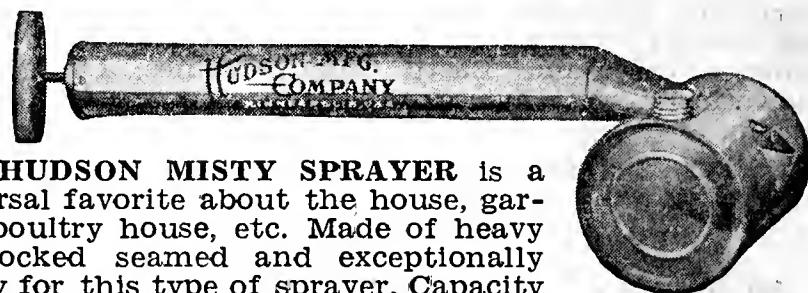 HUDSON MFG.
COMPANY
HUDSON MISTY SPRAYER is a
rsal favorite about the house, gar-
poultry house, etc. Made of heavy
ocked seamed and exceptionally
y for this type of sprayer. Capacity